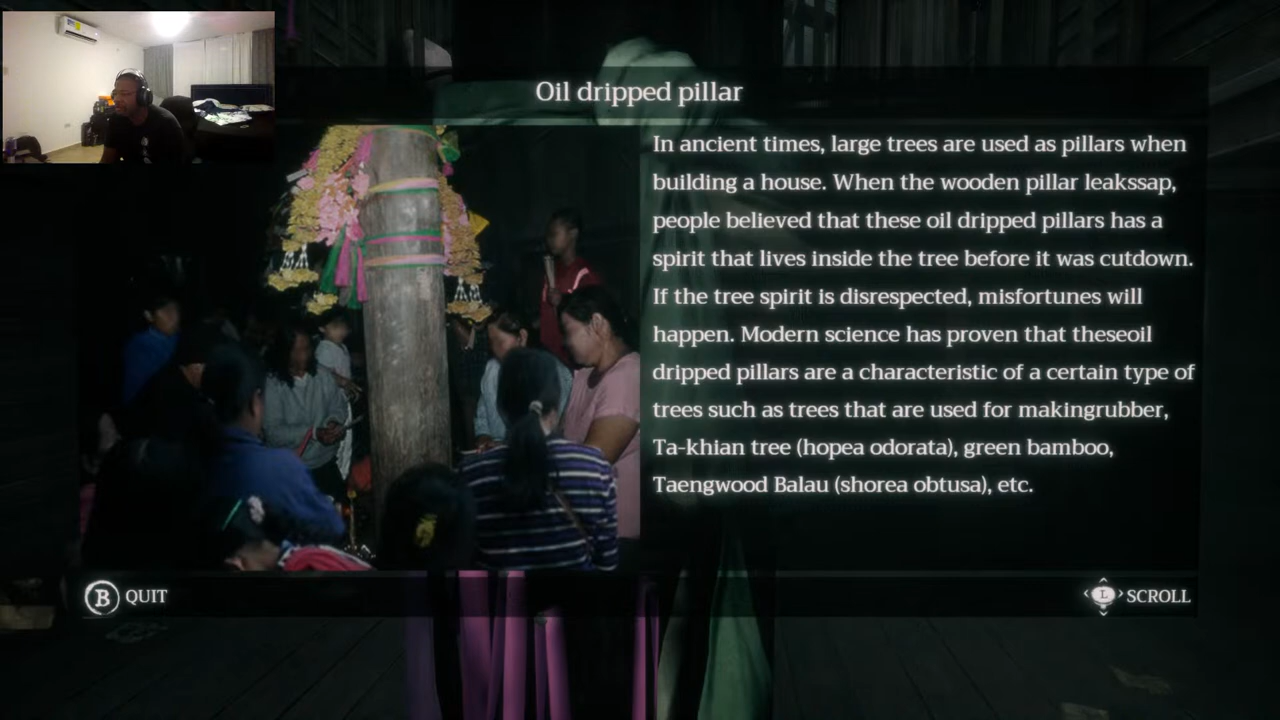 Oil dripped pillar
In ancient times, large trees are used as pillars when
building a house. When the wooden pillar leakssap,
people believed that these oil dripped pillars has a
spirit that lives inside the tree before it was cutdown.
If the tree spirit is disrespected, misfortunes will
happen. Modern science has proven that theseoil
dripped pillars are a characteristic of a certain type of
trees such as trees that are used for makingrubber,
Ta-khian tree (hopea odorata), green bamboo,
Taengwood Balau (shorea obtusa), etc.
B QUIT
L SCROLL